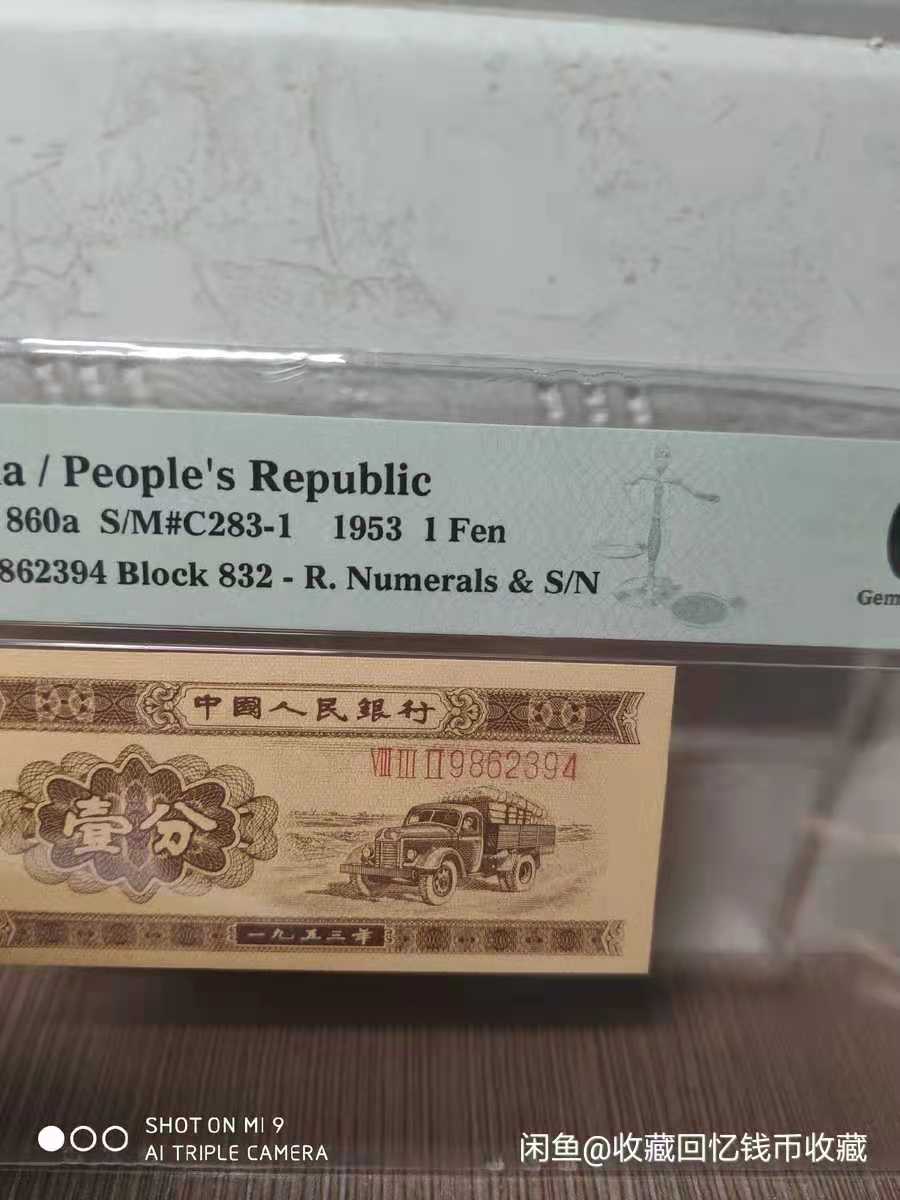 a / People's Republic
860a S/M#C283-1 1953 1 Fen
862394 Block 832 - R. Numerals & S/N
Gem
中國人民銀行
VIII III II 9862394
壹分
一九五三年
SHOT ON MI 9
AI TRIPLE CAMERA
闲鱼@收藏回忆钱币收藏